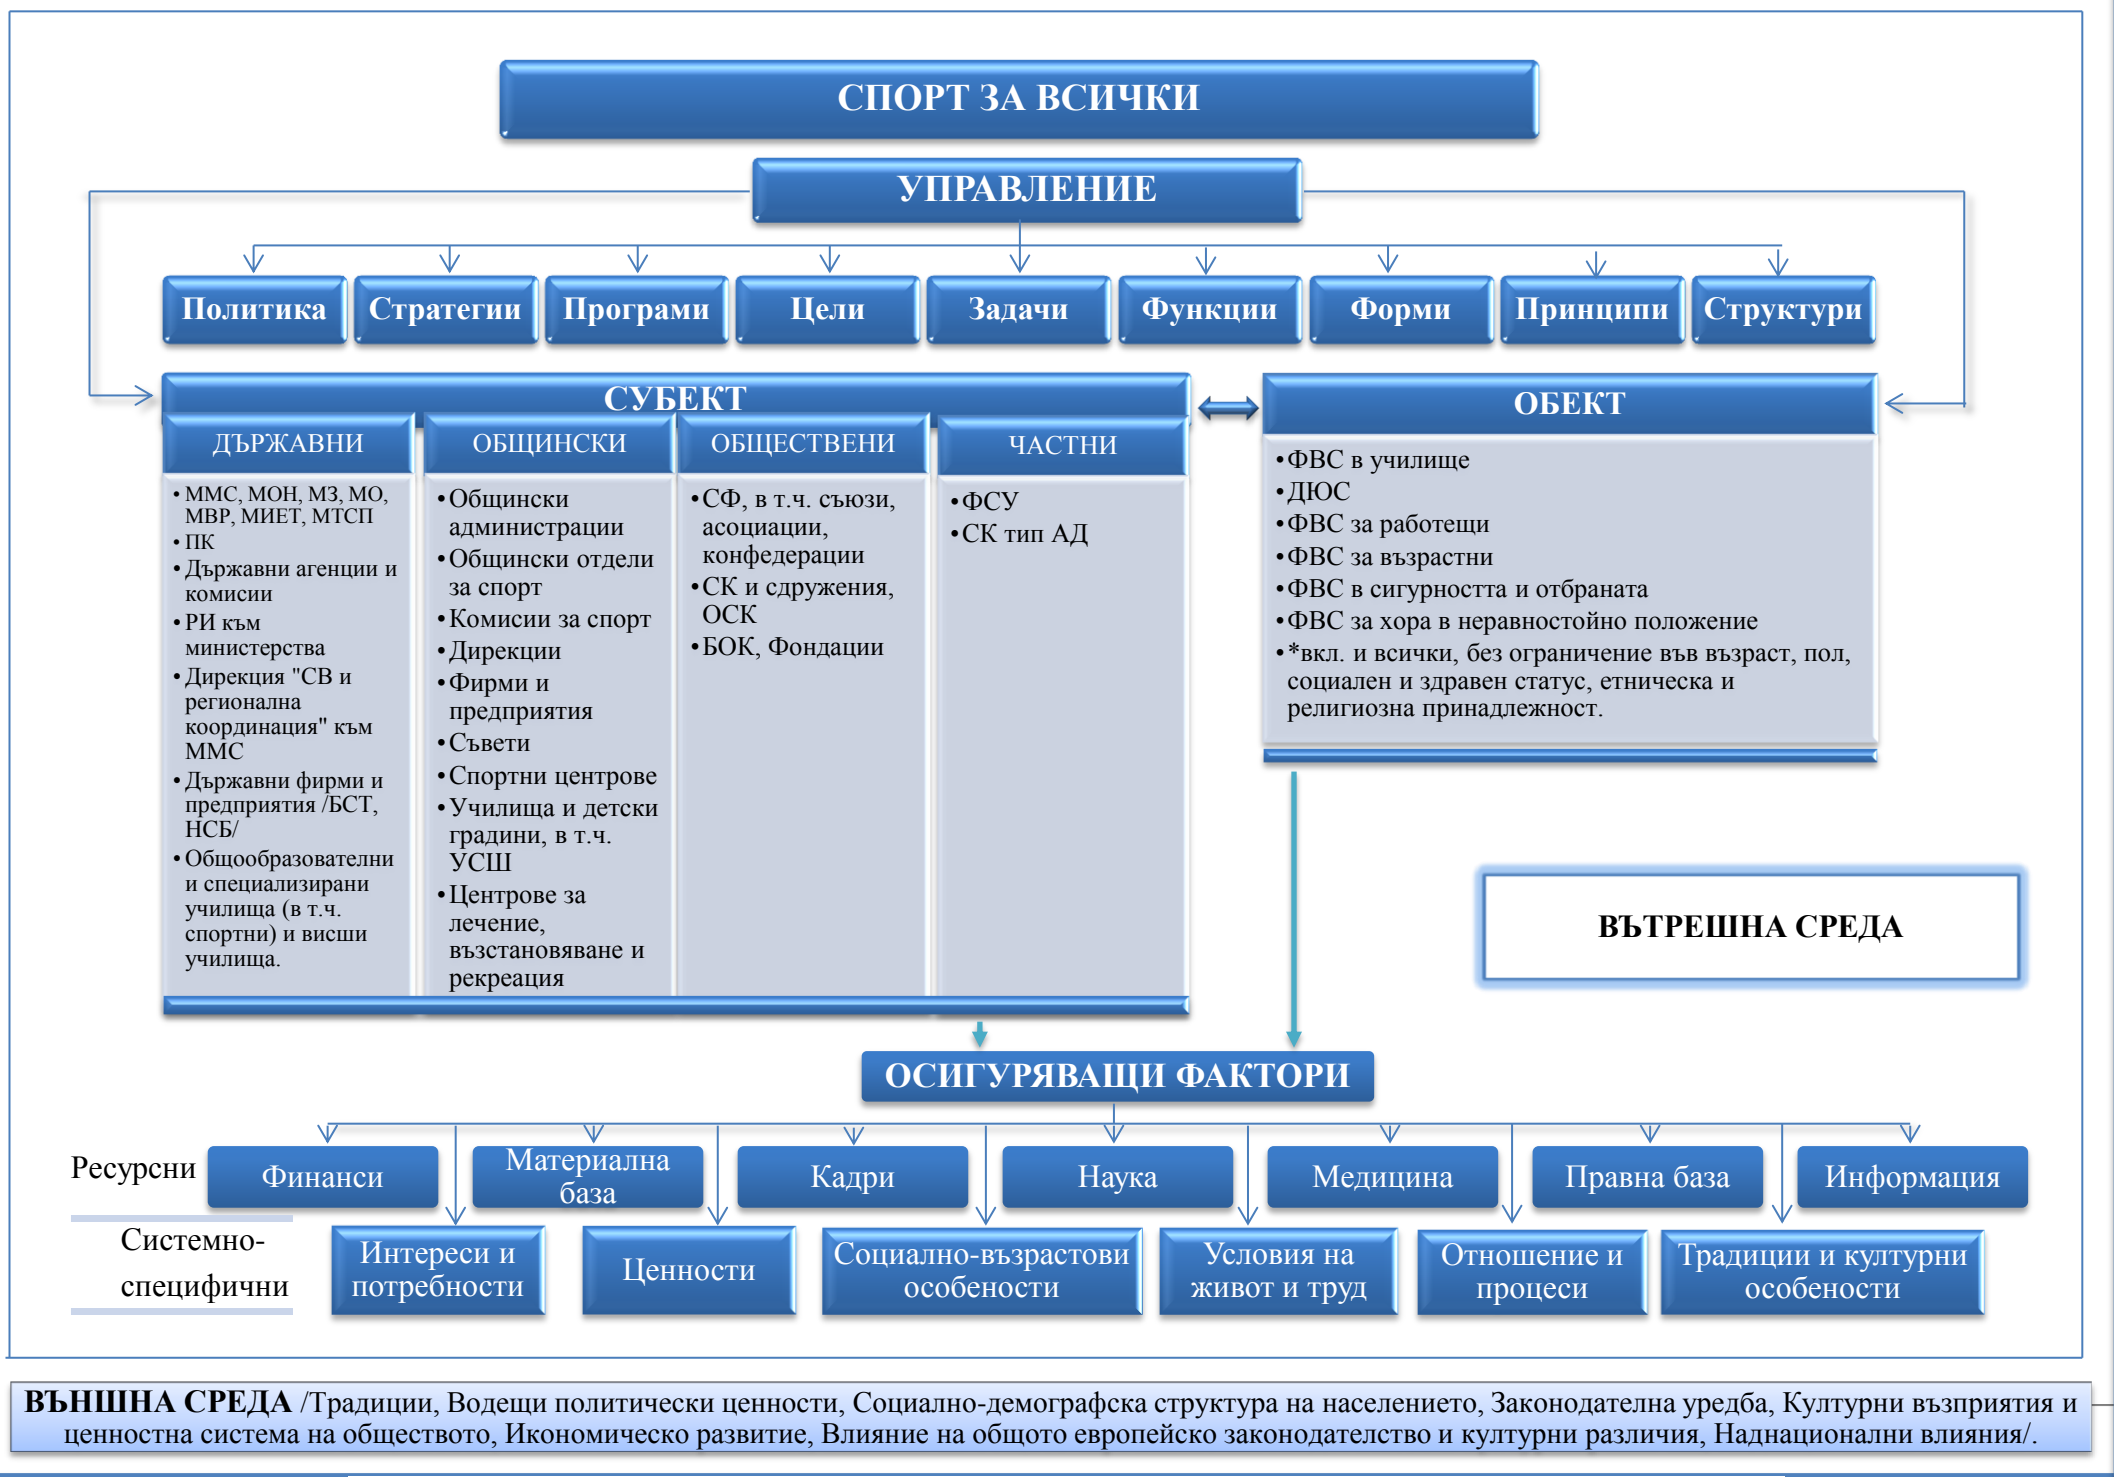 СПОРТ ЗА ВСИЧКИ
УПРАВЛЕНИЕ
Политика
Стратегии
Програми
Цели
Задачи
Функции
Форми
Принципи
Структури
СУБЕКТ
ДЪРЖАВНИ
•ММС, МОН, МЗ, МО,
МВР, МИЕТ, МТСП
•ПК
•Държавни агенции и
комисии
•РИ към
министерства
•Дирекция "СВ и
регионална
координация" към
ММС
•Държавни фирми и
предприятия /БСТ,
НСБ/
•Общообразователни
и специализирани
училища (в т.ч.
спортни) и висши
училища.
ОБЩИНСКИ
•Общински
администрации
•Общински отдели
за спорт
•Комисии за спорт
•Дирекции
•Фирми и
предприятия
•Съвети
•Спортни центрове
•Училища и детски
градини, в т.ч.
УСШ
•Центрове за
лечение,
възстановяване и
рекреация
ОБЩЕСТВЕНИ
•СФ, в т.ч. съюзи,
асоциации,
конфедерации
•СК и сдружения,
ОСК
•БОК, Фондации
ЧАСТНИ
•ФСУ
•СК тип АД
ОБЕКТ
•ФВС в училище
•ДЮС
•ФВС за работещи
•ФВС за възрастни
•ФВС в сигурността и отбраната
•ФВС за хора в неравностойно положение
•*вкл. и всички, без ограничение във възраст, пол,
социален и здравен статус, етническа и
религиозна принадлежност.
ВЪТРЕШНА СРЕДА
ОСИГУРЯВАЩИ ФАКТОРИ
Ресурсни
Финанси
Материална
база
Кадри
Наука
Медицина
Правна база
Информация
Системно-
специфични
Интереси и
потребности
Ценности
Социално-възрастови
особености
Условия на
живот и труд
Отношение и
процеси
Традиции и културни
особености
ВЪНШНА СРЕДА /Традиции, Водещи политически ценности, Социално-демографска структура на населението, Законодателна уредба, Културни възприятия и
ценностна система на обществото, Икономическо развитие, Влияние на общото европейско законодателство и културни различия, Наднационални влияния/.